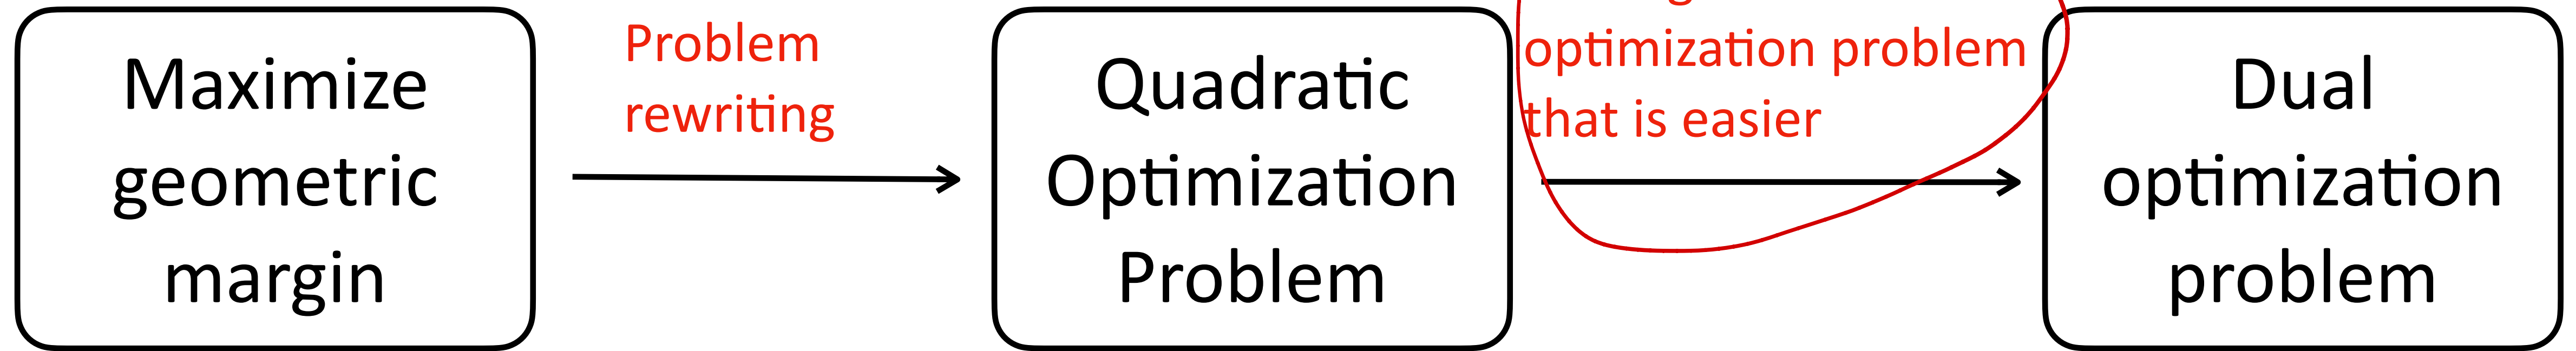 Maximize
geometric
margin
Problem
rewriting
Quadratic
Optimization
Problem
optimization problem
that is easier
Dual
optimization
problem